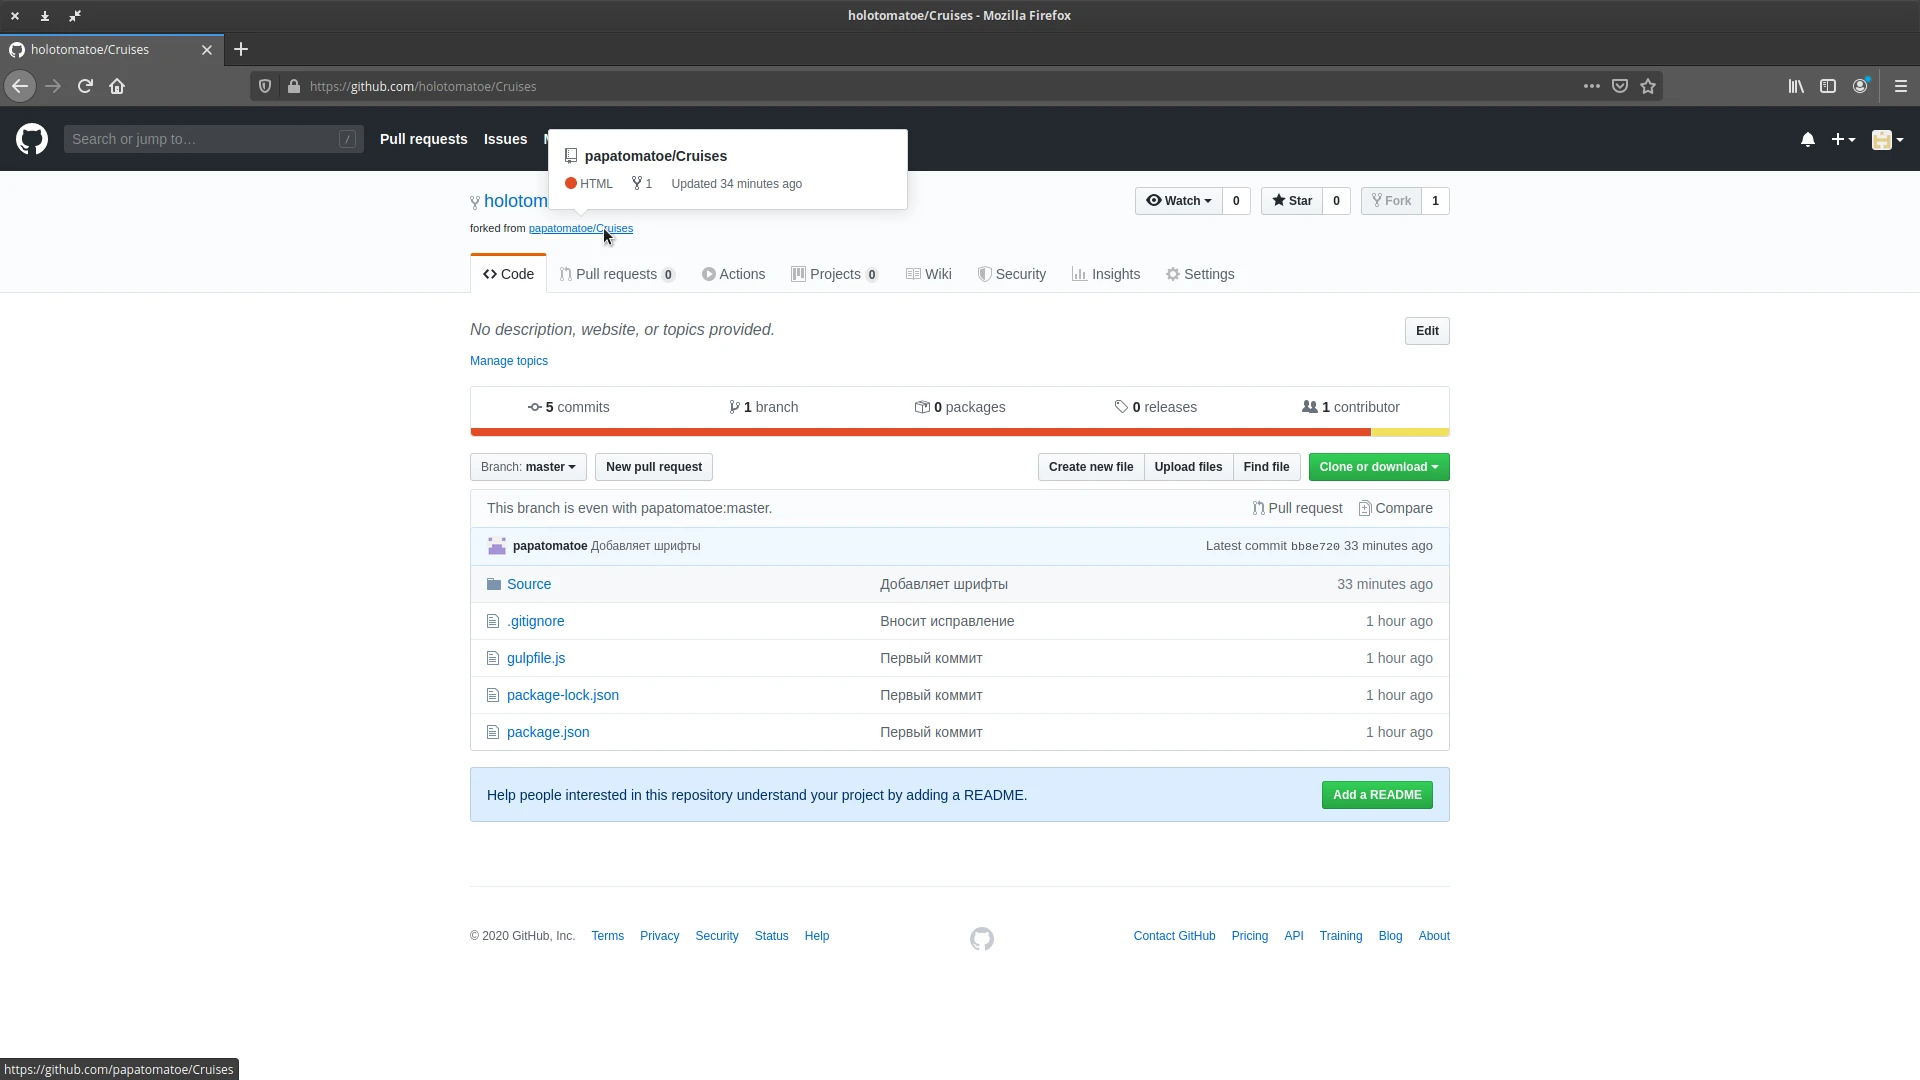 holotomatoe/Cruises - Mozilla Firefox
holotomatoe/Cruises
https://github.com/holotomatoe/Cruises
Search or jump to…
/
Pull requests
Issues
papatomatoe/Cruises
HTML
1
Updated 34 minutes ago
holotom
Watch
0
Star
0
Fork
1
forked from papatomatoe/Cruises
Code
Pull requests 0
Actions
Projects 0
Wiki
Security
Insights
Settings
No description, website, or topics provided.
Edit
Manage topics
5 commits
1 branch
0 packages
0 releases
1 contributor
Branch: master
New pull request
Create new file
Upload files
Find file
Clone or download
This branch is even with papatomatoe:master.
Pull request
Compare
papatomatoe Добавляет шрифты
Latest commit bb8e720 33 minutes ago
Source
Добавляет шрифты
33 minutes ago
.gitignore
Вносит исправление
1 hour ago
gulpfile.js
Первый коммит
1 hour ago
package-lock.json
Первый коммит
1 hour ago
package.json
Первый коммит
1 hour ago
Help people interested in this repository understand your project by adding a README.
Add a README
© 2020 GitHub, Inc.
Terms
Privacy
Security
Status
Help
Contact GitHub
Pricing
API
Training
Blog
About
https://github.com/papatomatoe/Cruises